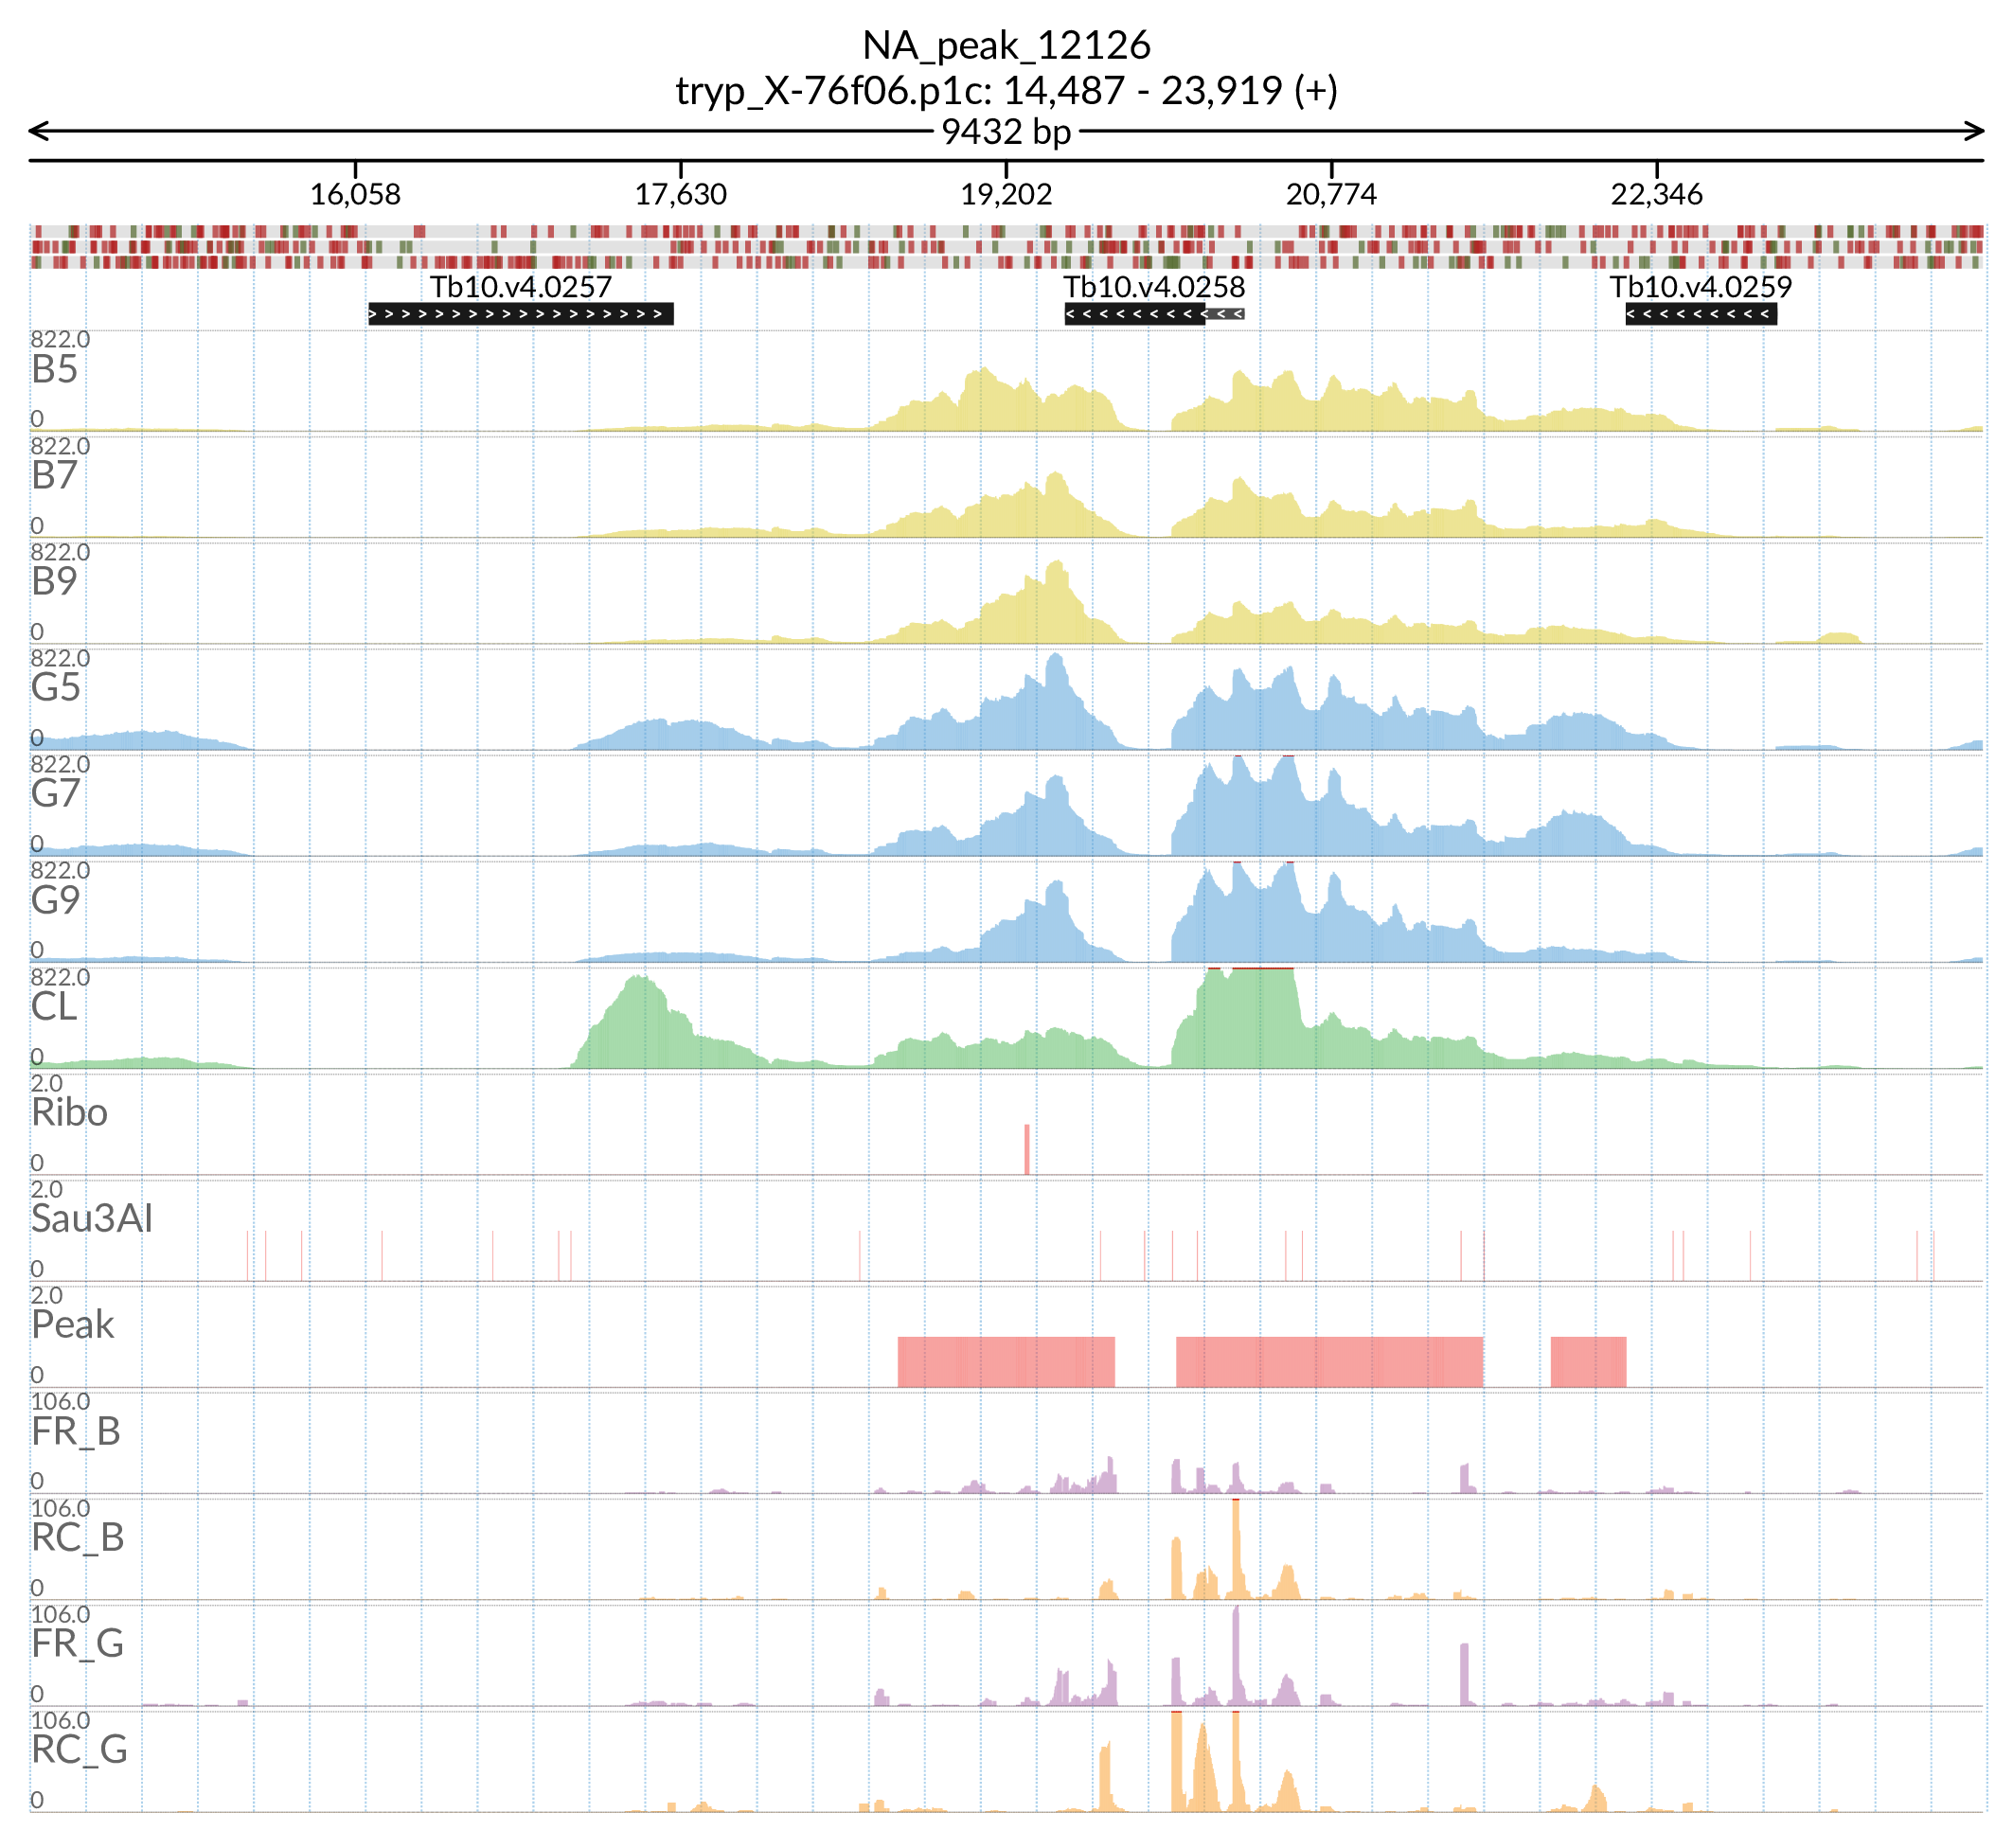 NA_peak_12126
tryp_X-76f06.p1c: 14,487 - 23,919 (+)
9432 bp
16,058 17,630 19,202 20,774 22,346
Tb10.v4.0257 Tb10.v4.0258 Tb10.v4.0259
822.0
B5
0
822.0
B7
0
822.0
B9
0
822.0
G5
0
822.0
G7
0
822.0
G9
0
822.0
CL
0
2.0
Ribo
0
2.0
Sau3AI
0
2.0
Peak
0
106.0
FR_B
0
106.0
RC_B
0
106.0
FR_G
0
106.0
RC_G
0